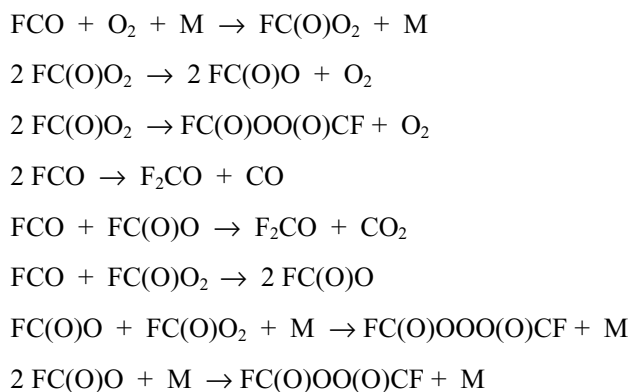 FCO + O₂ + M → FC(O)O₂ + M
2 FC(O)O₂ → 2 FC(O)O + O₂
2 FC(O)O₂ → FC(O)OO(O)CF + O₂
2 FCO → F₂CO + CO
FCO + FC(O)O → F₂CO + CO₂
FCO + FC(O)O₂ → 2 FC(O)O
FC(O)O + FC(O)O₂ + M → FC(O)OOO(O)CF + M
2 FC(O)O + M → FC(O)OO(O)CF + M